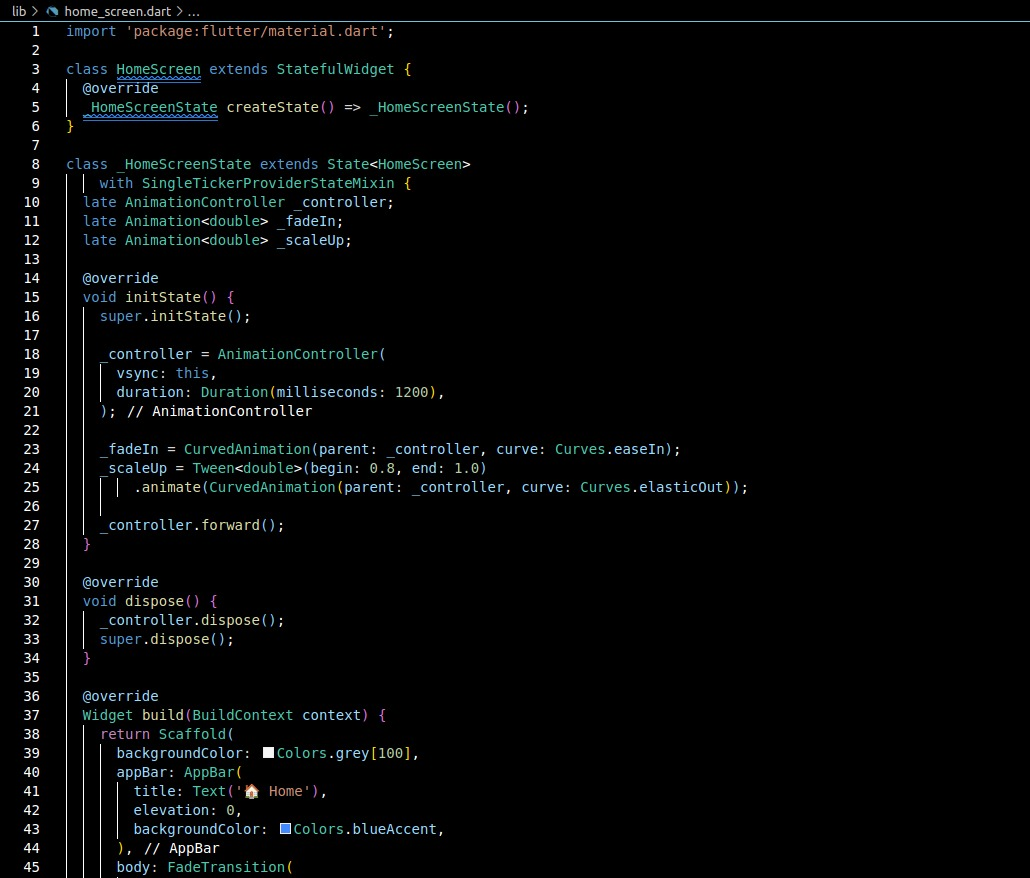 lib > home_screen.dart > ...
1 import 'package:flutter/material.dart';
2
3 class HomeScreen extends StatefulWidget {
4   @override
5   _HomeScreenState createState() => _HomeScreenState();
6 }
7
8 class _HomeScreenState extends State<HomeScreen>
9     with SingleTickerProviderStateMixin {
10   late AnimationController _controller;
11   late Animation<double> _fadeIn;
12   late Animation<double> _scaleUp;
13
14   @override
15   void initState() {
16     super.initState();
17
18     _controller = AnimationController(
19       vsync: this,
20       duration: Duration(milliseconds: 1200),
21     ); // AnimationController
22
23     _fadeIn = CurvedAnimation(parent: _controller, curve: Curves.easeIn);
24     _scaleUp = Tween<double>(begin: 0.8, end: 1.0)
25         .animate(CurvedAnimation(parent: _controller, curve: Curves.elasticOut));
26
27     _controller.forward();
28   }
29
30   @override
31   void dispose() {
32     _controller.dispose();
33     super.dispose();
34   }
35
36   @override
37   Widget build(BuildContext context) {
38     return Scaffold(
39       backgroundColor: Colors.grey[100],
40       appBar: AppBar(
41         title: Text('🏠 Home'),
42         elevation: 0,
43         backgroundColor: Colors.blueAccent,
44       ), // AppBar
45       body: FadeTransition(